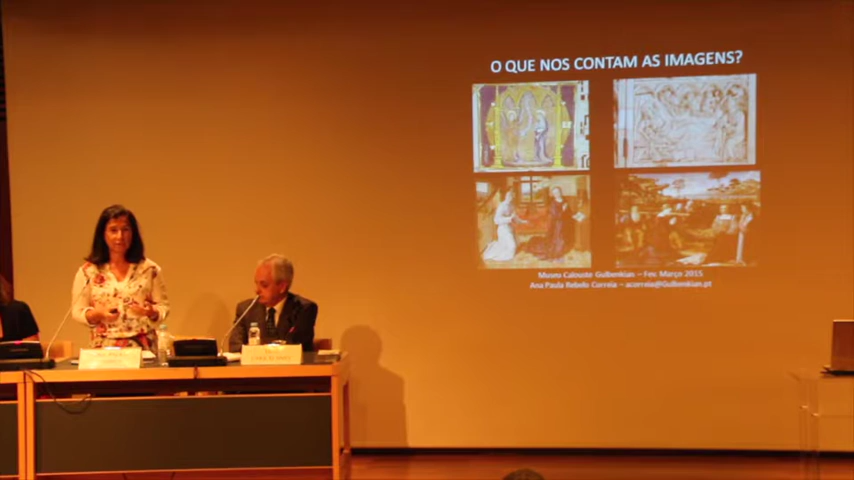 O QUE NOS CONTAM AS IMAGENS?
Museu Calouste Gulbenkian – Fev. Março 2015
Ana Paula Rebelo Correia – acorreia@Gulbenkian.pt